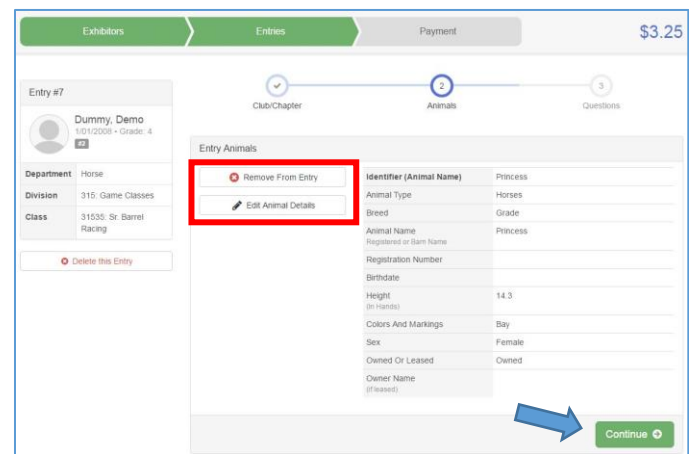 Exhibitors
Entries
Payment
$3.25
Entry #7
Dummy, Demo
1/01/2008 • Grade: 4
#2
Department Horse
Division 315: Game Classes
Class 31535: Sr. Barrel
Racing
Delete this Entry
Club/Chapter
2
Animals
3
Questions
Entry Animals
Remove From Entry
Edit Animal Details
Identifier (Animal Name) Princess
Animal Type Horses
Breed Grade
Animal Name Princess
Registered or Barn Name
Registration Number
Birthdate
Height 14.3
(In Hands)
Colors And Markings Bay
Sex Female
Owned Or Leased Owned
Owner Name
(if leased)
Continue